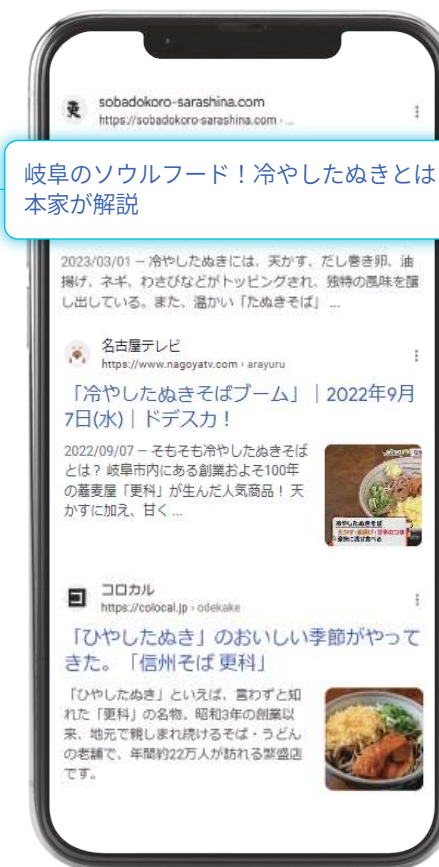 sobadokoro-sarashina.com
https://sobadokoro-sarashina.com › ...
岐阜のソウルフード！冷やしたぬきとは
本家が解説
2023/03/01 – 冷やしたぬきには、天かす、だし巻き卵、油
揚げ、ネギ、わさびなどがトッピングされ、独特の風味を醸
し出している。また、温かい「たぬきそば」 ...
名古屋テレビ
https://www.nagoyatv.com › arayuru
「冷やしたぬきそばブーム」｜2022年9月
7日(水)｜ドデスカ！
2022/09/07 – そもそも冷やしたぬきそば
とは？ 岐阜市内にある創業およそ100年
の蕎麦屋「更科」が生んだ人気商品！ 天
かすに加え、甘く ...
冷やしたぬきそば
コロカル
https://colocal.jp › odekake
「ひやしたぬき」のおいしい季節がやって
きた。「信州そば 更科」
「ひやしたぬき」といえば、言わずと知
れた「更科」の名物。昭和3年の創業以
来、地元で親しまれ続けるそば・うどん
の老舗で、年間約22万人が訪れる繁盛店
です。